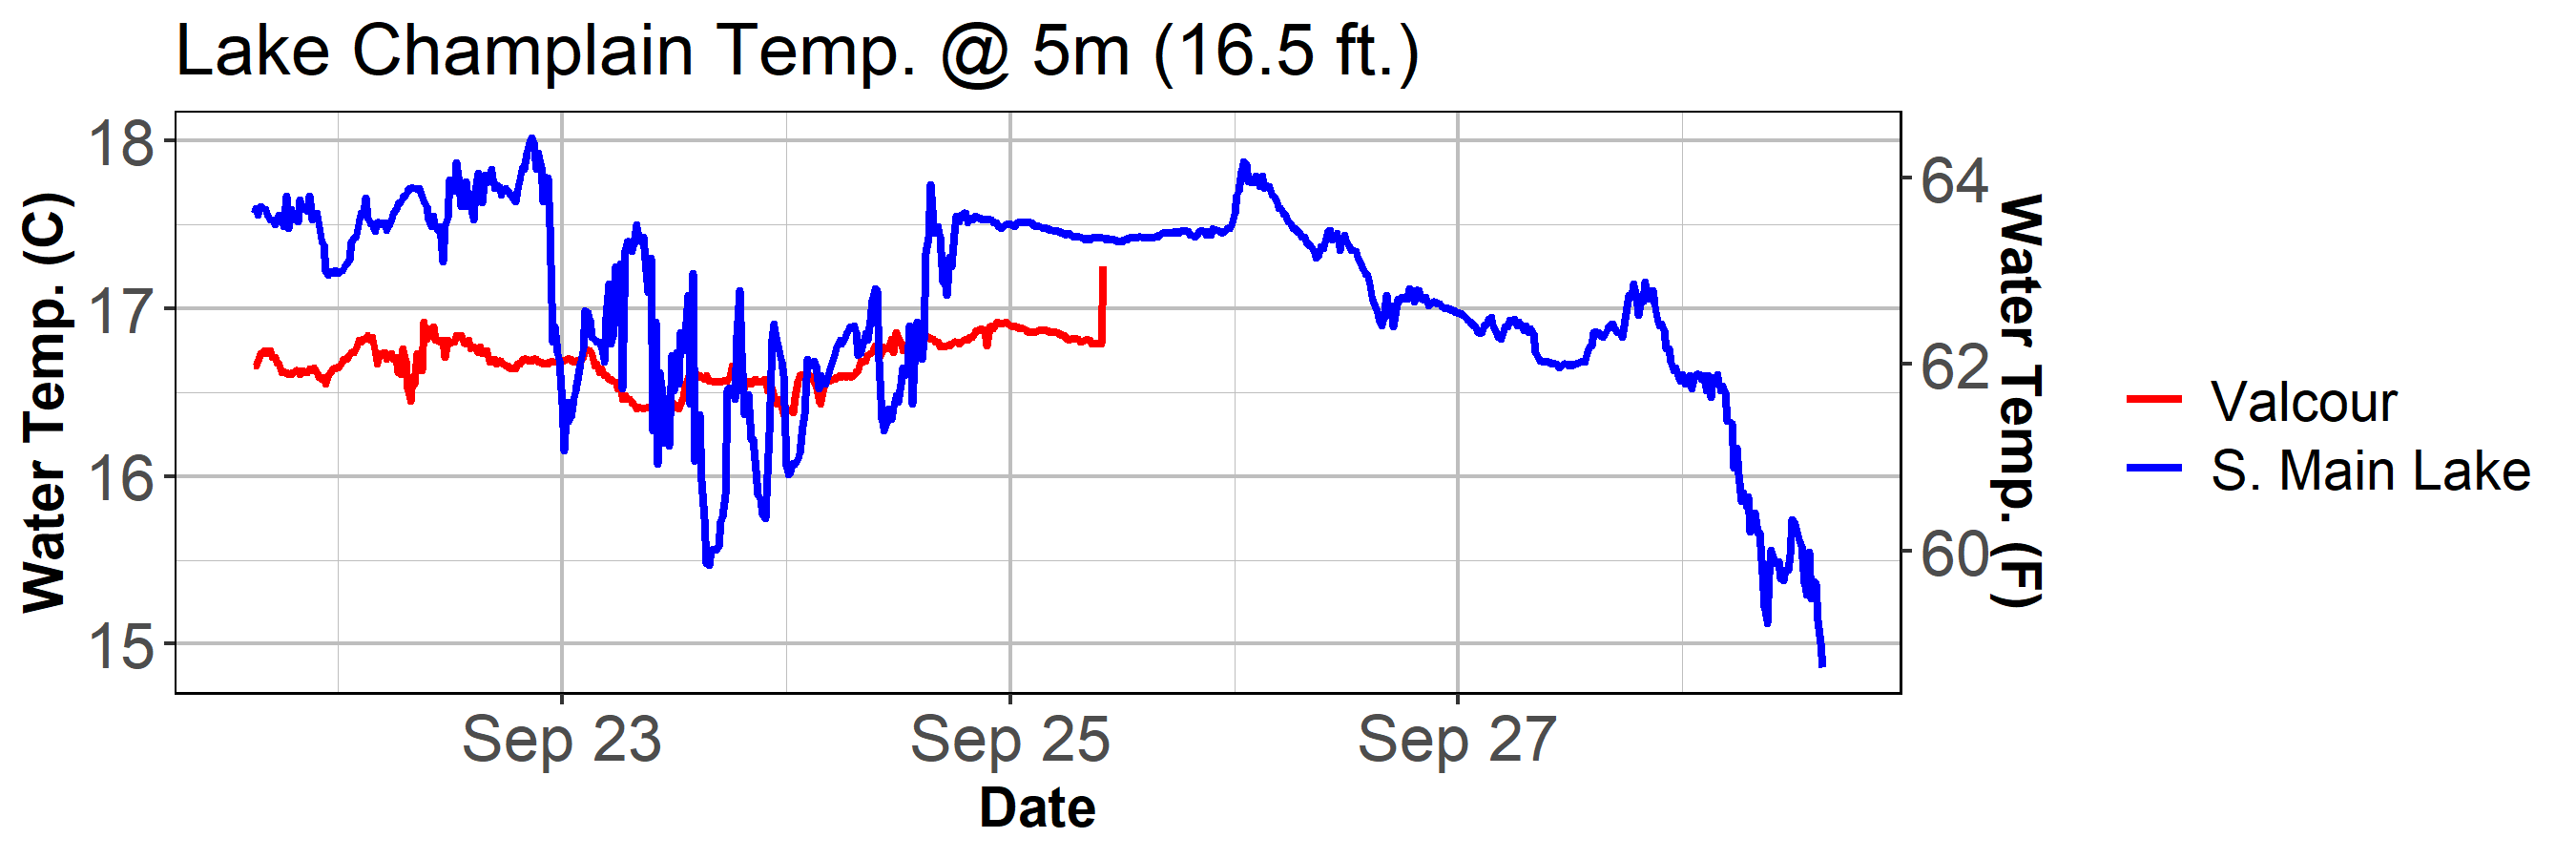 Lake Champlain Temp. @ 5m (16.5 ft.)
Water Temp. (C)
18
17
16
15
64
62
60
Water Temp. (F)
Sep 23
Sep 25
Sep 27
Date
Valcour
S. Main Lake